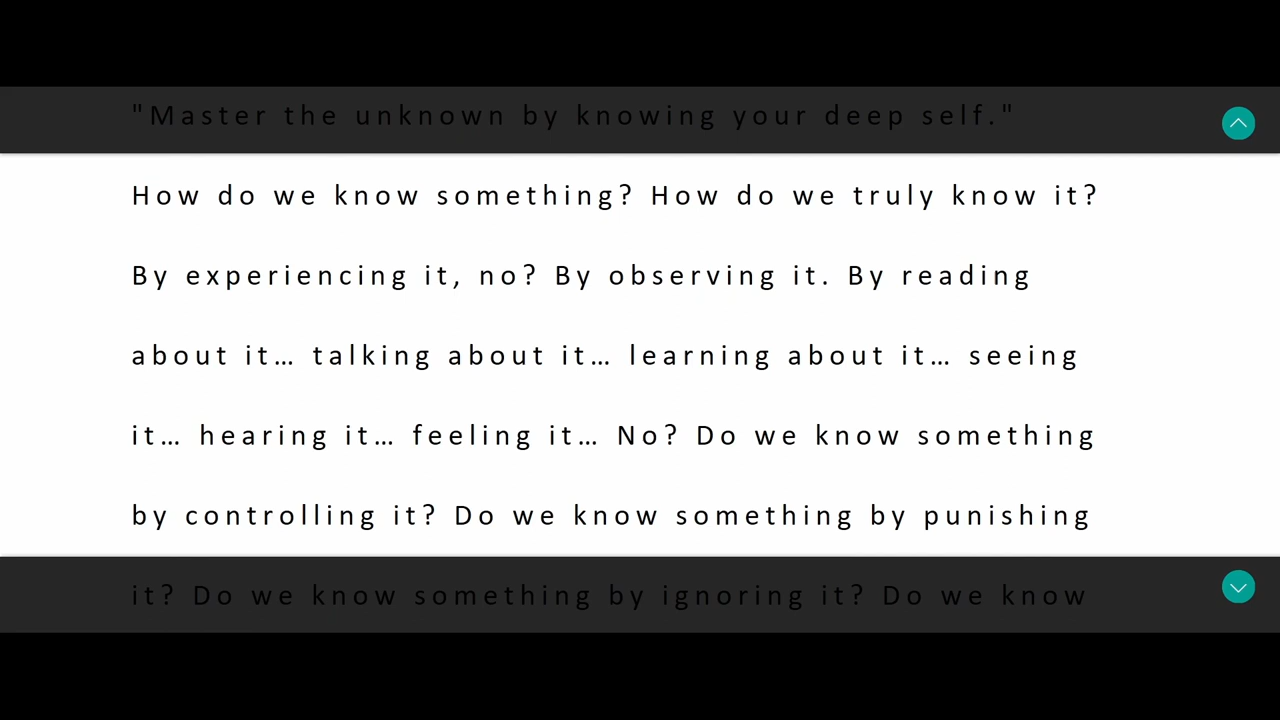 "Master the unknown by knowing your deep self."
How do we know something? How do we truly know it?
By experiencing it, no? By observing it. By reading
about it… talking about it… learning about it… seeing
it… hearing it… feeling it… No? Do we know something
by controlling it? Do we know something by punishing
it? Do we know something by ignoring it? Do we know